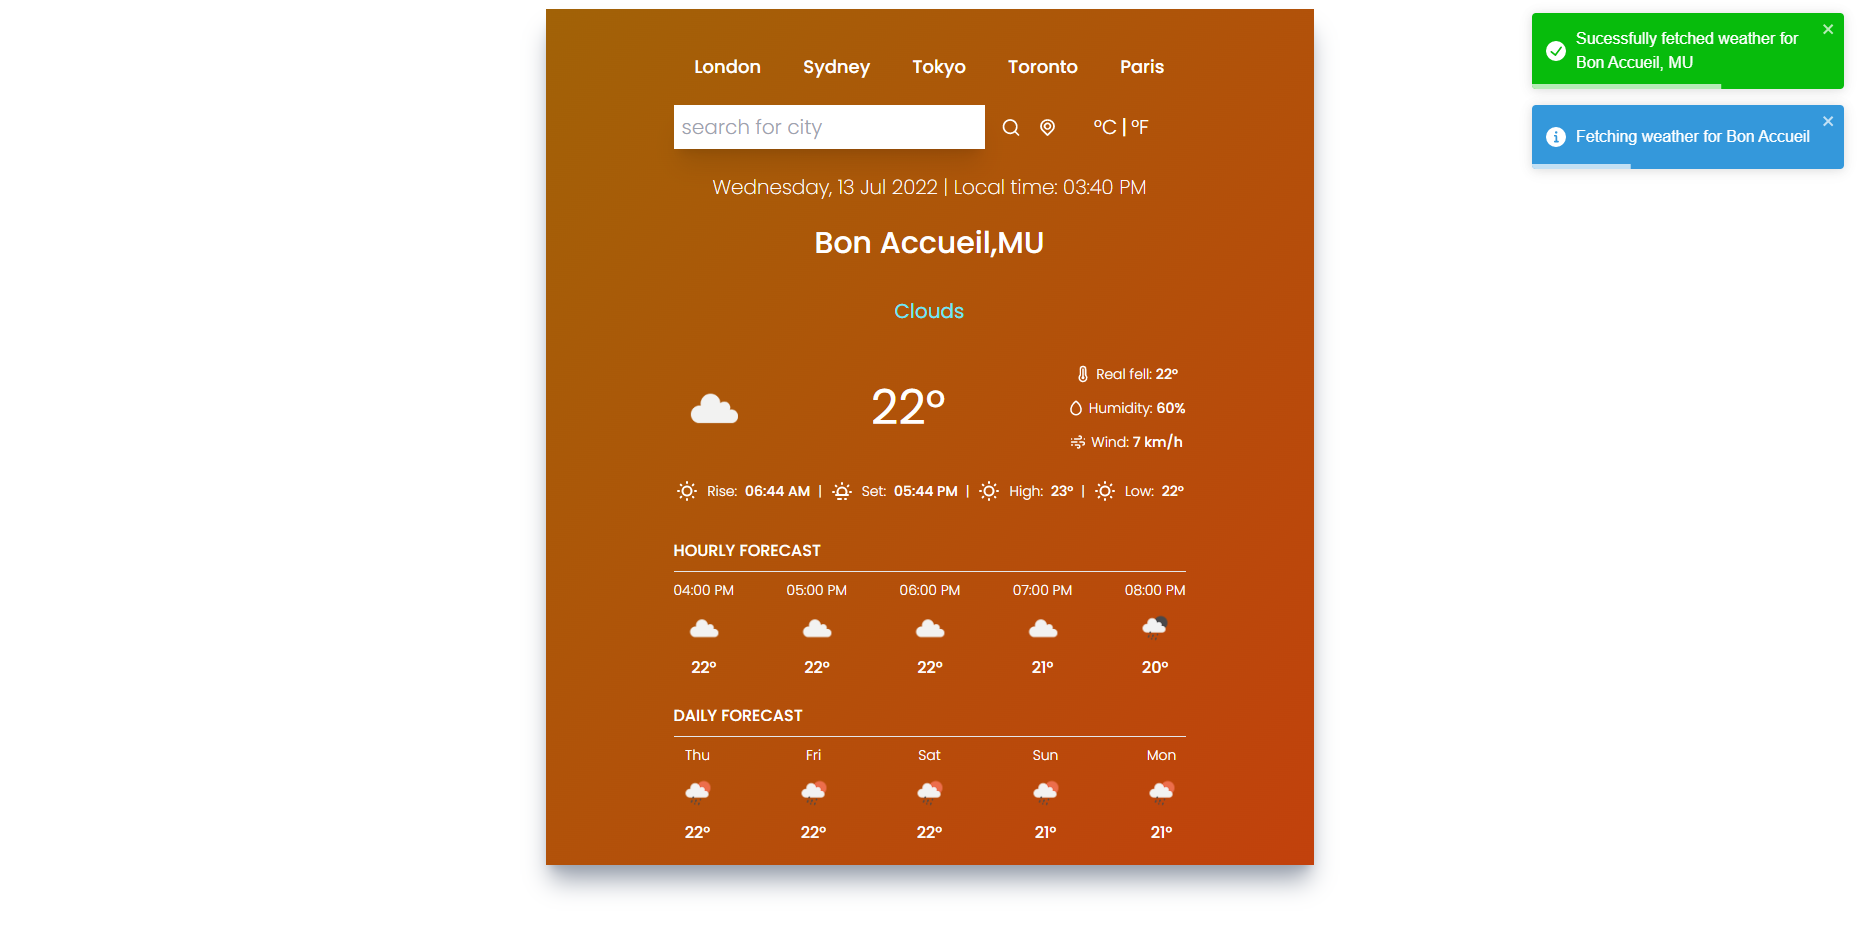 London Sydney Tokyo Toronto Paris
search for city
°C | °F
Wednesday, 13 Jul 2022 | Local time: 03:40 PM
Bon Accueil,MU
Clouds
22°
Real fell: 22°
Humidity: 60%
Wind: 7 km/h
Rise: 06:44 AM | Set: 05:44 PM | High: 23° | Low: 22°
HOURLY FORECAST
04:00 PM 05:00 PM 06:00 PM 07:00 PM 08:00 PM
22° 22° 22° 21° 20°
DAILY FORECAST
Thu Fri Sat Sun Mon
22° 22° 22° 21° 21°
Sucessfully fetched weather for
Bon Accueil, MU
Fetching weather for Bon Accueil